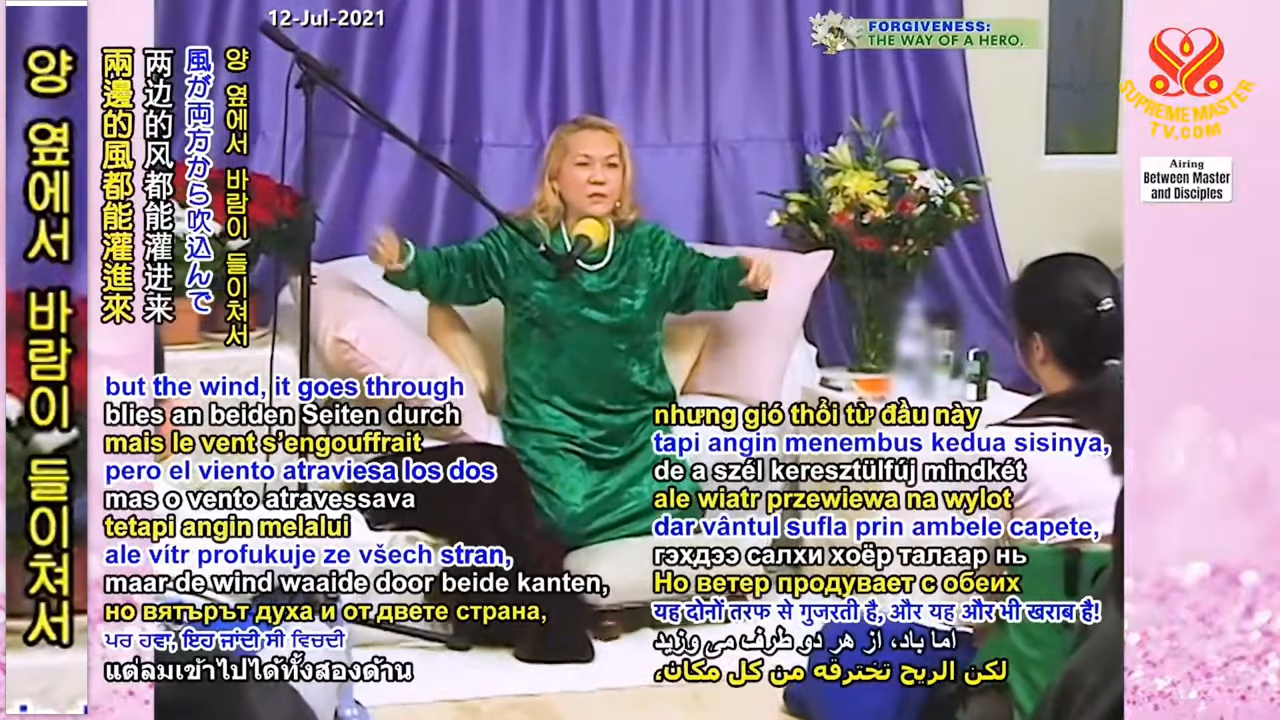 12-Jul-2021
FORGIVENESS:
THE WAY OF A HERO.
SUPREME MASTER
TV.COM
Airing
Between Master
and Disciples
양 옆에서 바람이 들이쳐서
兩邊的風都能灌進來
两边的风都能灌进来
風が両方から吹込んで
양 옆에서 바람이 들이쳐서
but the wind, it goes through
blies an beiden Seiten durch
mais le vent s'engouffrait
pero el viento atraviesa los dos
mas o vento atravessava
tetapi angin melalui
ale vítr profukuje ze všech stran,
maar de wind waaide door beide kanten,
но вятърът духа и от двете страна,
ਪਰ ਹਵਾ, ਇਹ ਜਾਂਦੀ ਸੀ ਵਿਚਦੀ
แต่ลมเข้าไปได้ทั้งสองด้าน
nhưng gió thổi từ đầu này
tapi angin menembus kedua sisinya,
de a szél keresztülfúj mindkét
ale wiatr przewiewa na wylot
dar vântul sufla prin ambele capete,
гэхдээ салхи хоёр талаар нь
Но ветер продувает с обеих
यह दोनों तरफ से गुजरती है, और यह और भी खराब है!
اما باد، از هر دو طرف می وزید
لكن الريح تخترقه من كل مكان،